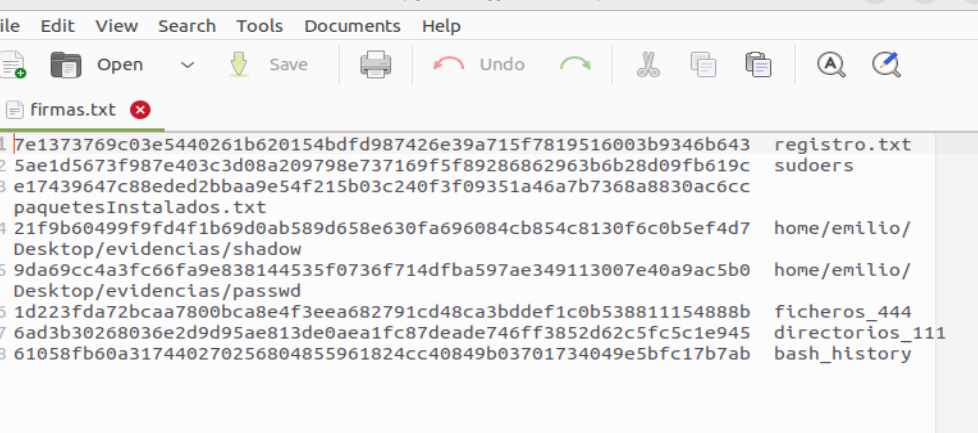 ile Edit View Search Tools Documents Help
Open Save Undo
firmas.txt
1 7e1373769c03e5440261b620154bdfd987426e39a715f7819516003b9346b643 registro.txt
2 5ae1d5673f987e403c3d08a209798e737169f5f89286862963b6b28d09fb619c sudoers
3 e17439647c88eded2bbaa9e54f215b03c240f3f09351a46a7b7368a8830ac6cc
paquetesInstalados.txt
4 21f9b60499f9fd4f1b69d0ab589d658e630fa696084cb854c8130f6c0b5ef4d7 home/emilio/
Desktop/evidencias/shadow
5 9da69cc4a3fc66fa9e838144535f0736f714dfba597ae349113007e40a9ac5b0 home/emilio/
Desktop/evidencias/passwd
6 1d223fda72bcaa7800bca8e4f3eea682791cd48ca3bddef1c0b538811154888b ficheros_444
7 6ad3b30268036e2d9d95ae813de0aea1fc87deade746ff3852d62c5fc5c1e945 directorios_111
8 61058fb60a3174402702568048559618​24cc40849b03701734049e5bfc17b7ab bash_history